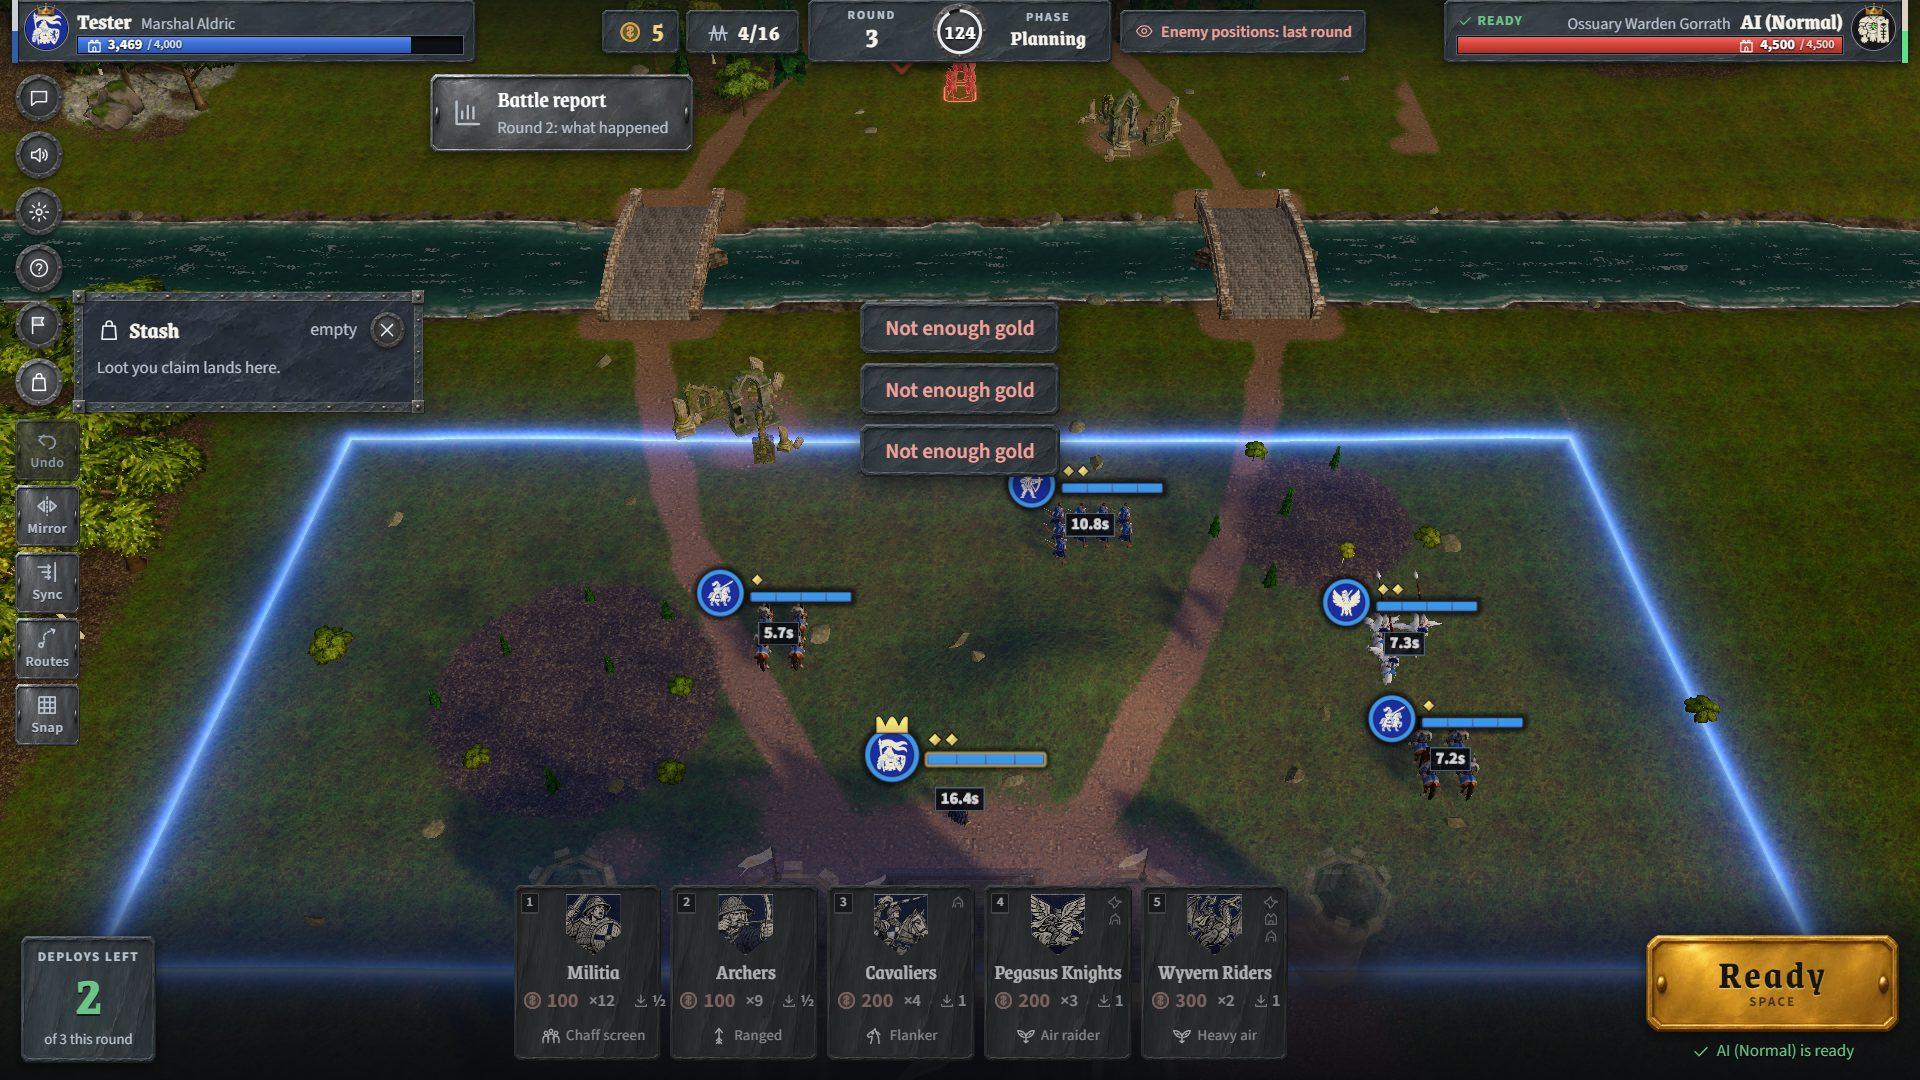 Tester Marshal Aldric
3,469 / 4,000
5
4/16
ROUND
3
124
PHASE
Planning
Enemy positions: last round
READY
Ossuary Warden Gorrath AI (Normal)
4,500 / 4,500
Battle report
Round 2: what happened
Stash
empty
Loot you claim lands here.
Not enough gold
Not enough gold
Not enough gold
Undo
Mirror
Sync
Routes
Snap
10.8s
5.7s
7.3s
7.2s
16.4s
DEPLOYS LEFT
2
of 3 this round
1
Militia
100 ×12 ½
Chaff screen
2
Archers
100 ×9 ½
Ranged
3
Cavaliers
200 ×4 1
Flanker
4
Pegasus Knights
200 ×3 1
Air raider
5
Wyvern Riders
300 ×2 1
Heavy air
Ready
SPACE
AI (Normal) is ready